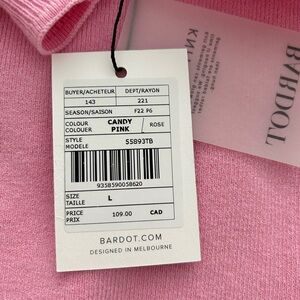 BUYER/ACHETEUR DEPT/RAYON
143 221
SEASON/SAISON F22 P6
COLOUR CANDY / ROSE
COULOUER PINK
STYLE 55893TB
MODELE
9358590058620
SIZE L
TAILLE
PRICE 109.00 CAD
PRIX
BARDOT.COM
DESIGNED IN MELBOURNE
BARDOT